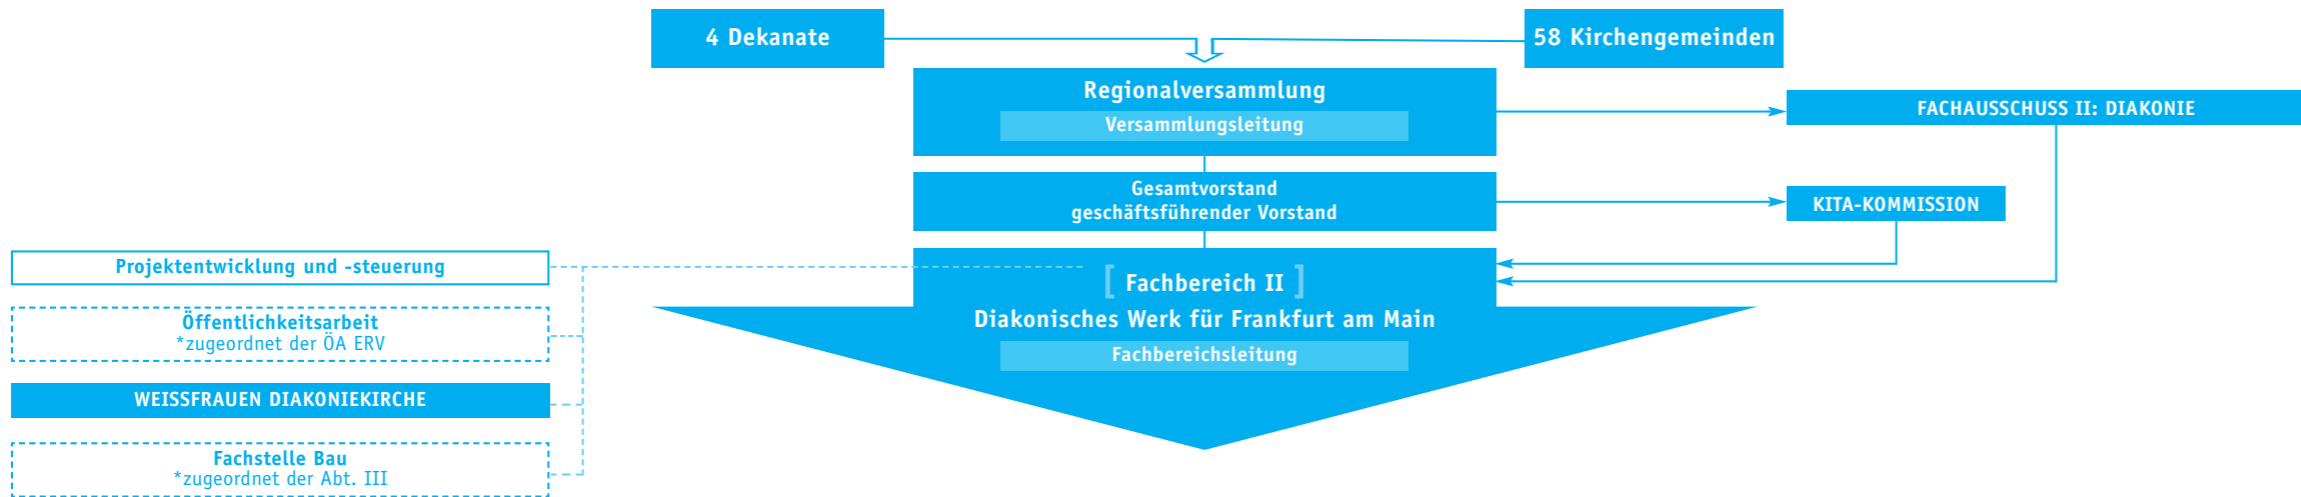 4 Dekanate
58 Kirchengemeinden
Regionalversammlung
Versammlungsleitung
FACHAUSSCHUSS II: DIAKONIE
Gesamtvorstand
geschäftsführender Vorstand
KITA-KOMMISSION
Projektentwicklung und -steuerung
[ Fachbereich II ]
Diakonisches Werk für Frankfurt am Main
Fachbereichsleitung
Öffentlichkeitsarbeit
*zugeordnet der ÖA ERV
WEISSFRAUEN DIAKONIEKIRCHE
Fachstelle Bau
*zugeordnet der Abt. III